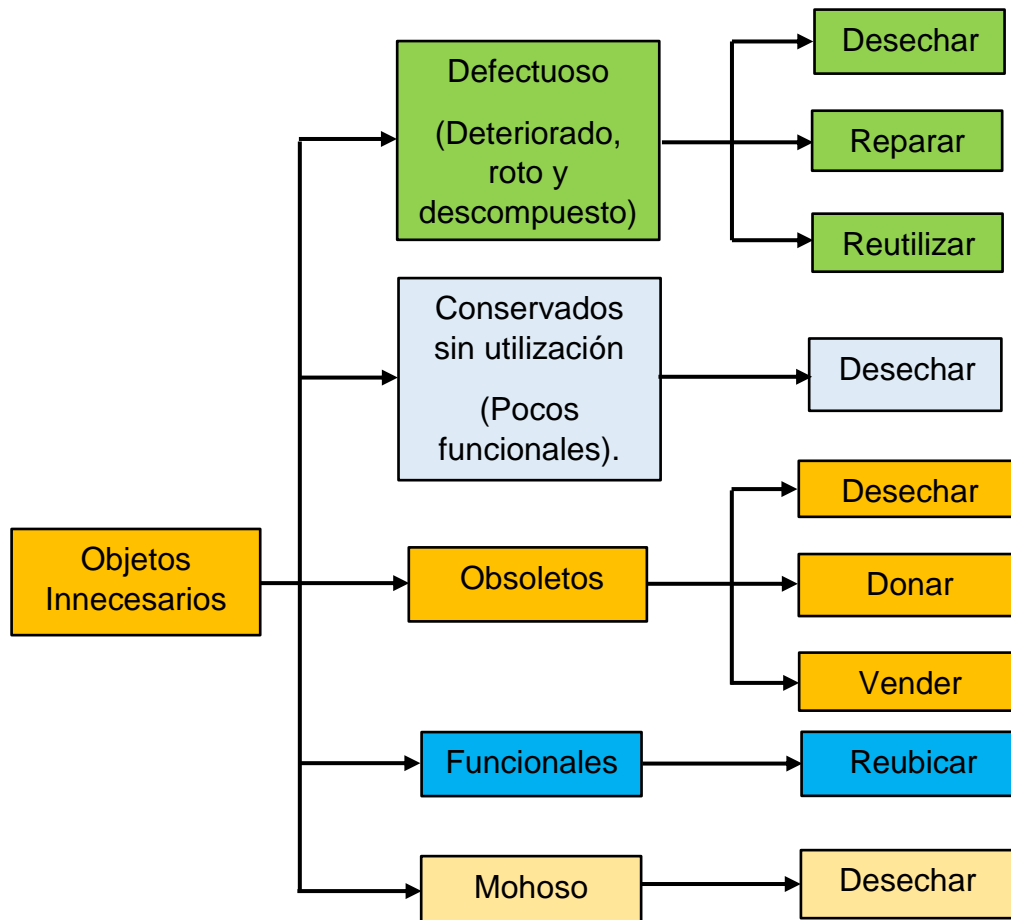 Objetos
Innecesarios
Defectuoso
(Deteriorado,
roto y
descompuesto)
Desechar
Reparar
Reutilizar
Conservados
sin utilización
(Pocos
funcionales).
Desechar
Obsoletos
Desechar
Donar
Vender
Funcionales
Reubicar
Mohoso
Desechar